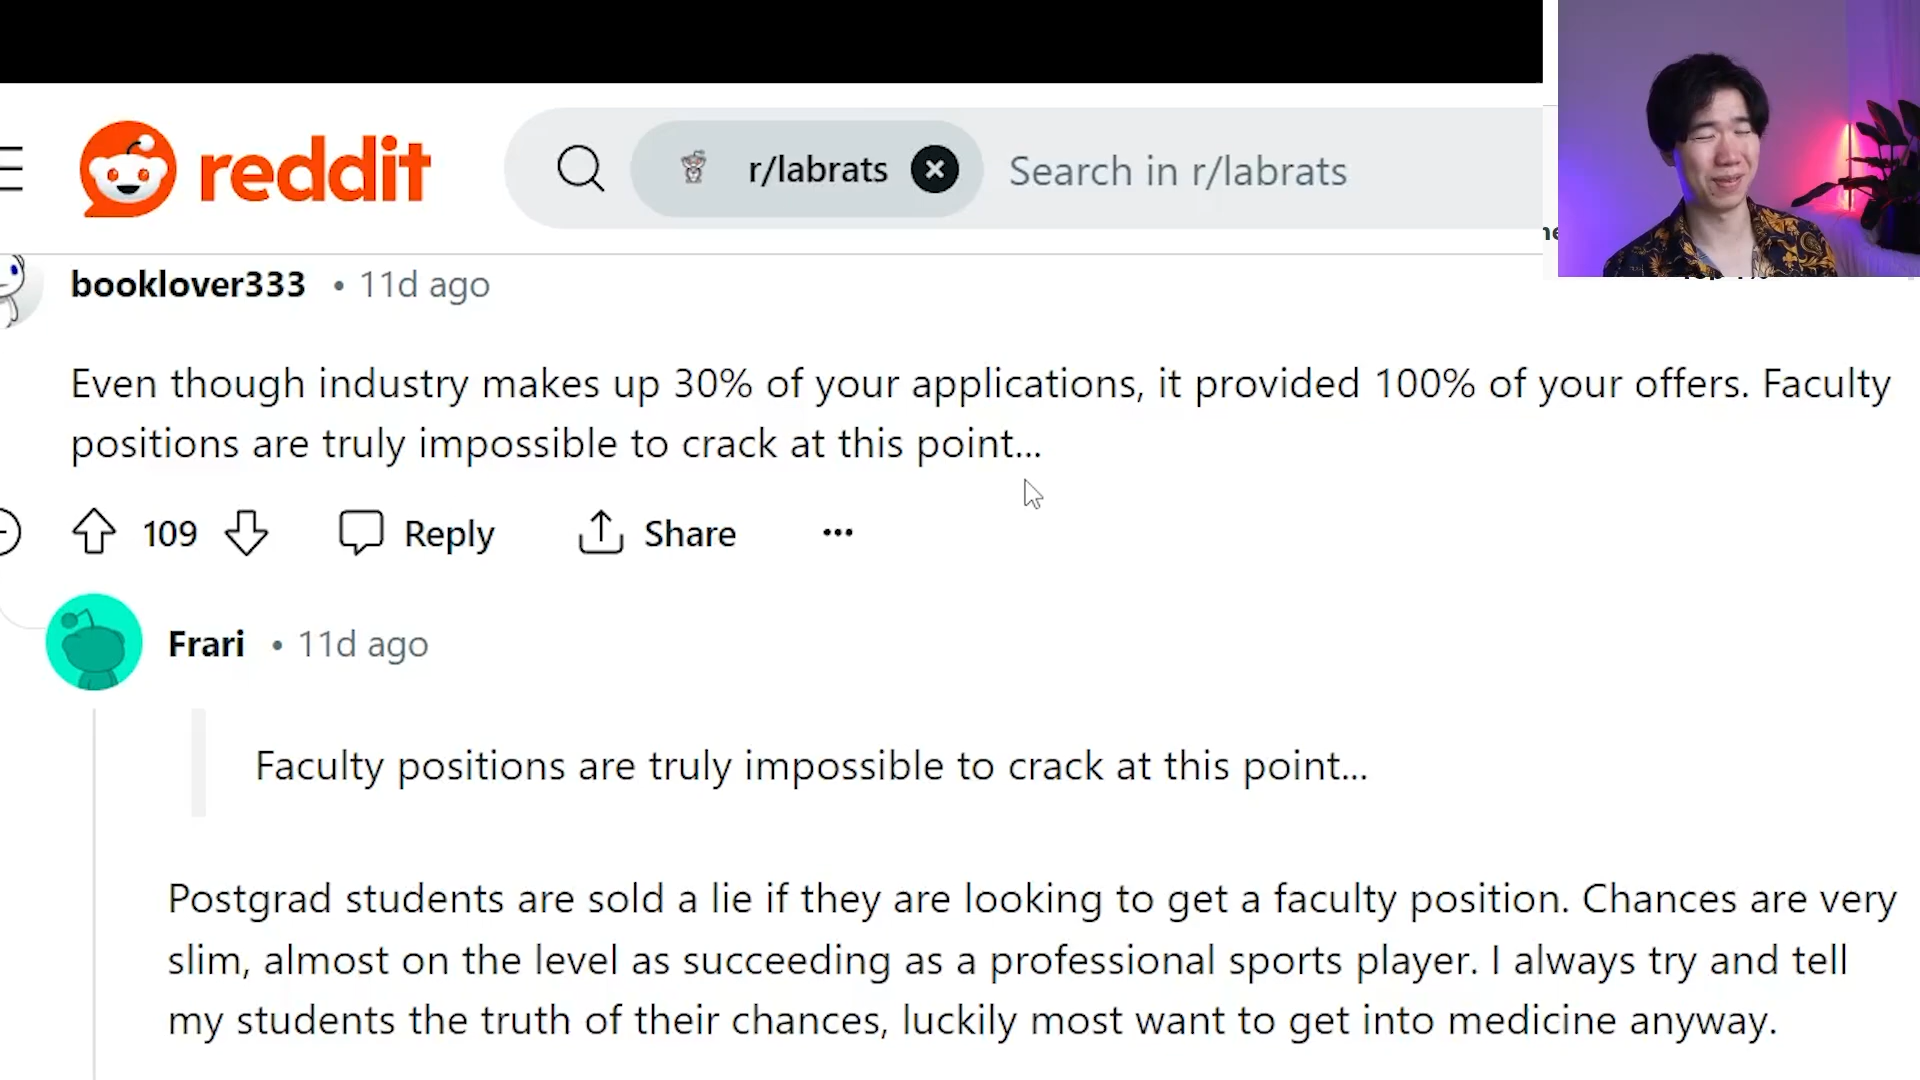 reddit
r/labrats
Search in r/labrats
booklover333 • 11d ago
Even though industry makes up 30% of your applications, it provided 100% of your offers. Faculty
positions are truly impossible to crack at this point...
109
Reply
Share
Frari • 11d ago
Faculty positions are truly impossible to crack at this point...
Postgrad students are sold a lie if they are looking to get a faculty position. Chances are very
slim, almost on the level as succeeding as a professional sports player. I always try and tell
my students the truth of their chances, luckily most want to get into medicine anyway.